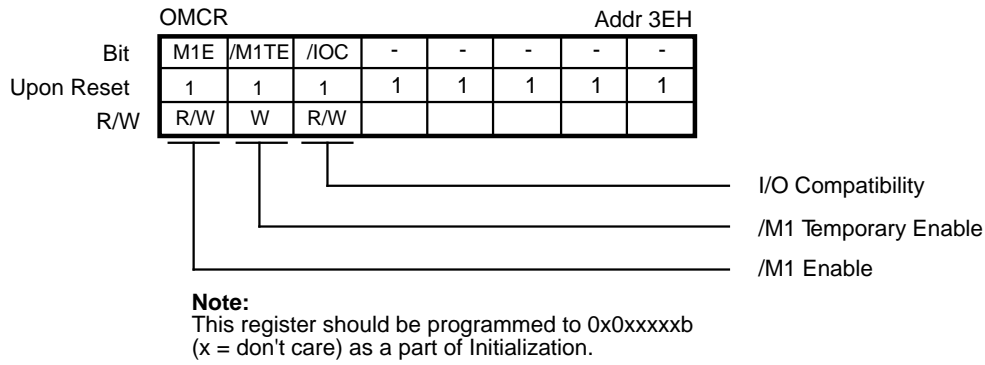 OMCR Addr 3EH
Bit M1E /M1TE /IOC - - - - -
Upon Reset 1 1 1 1 1 1 1 1
R/W R/W W R/W
I/O Compatibility
/M1 Temporary Enable
/M1 Enable
Note:
This register should be programmed to 0x0xxxxxb
(x = don't care) as a part of Initialization.